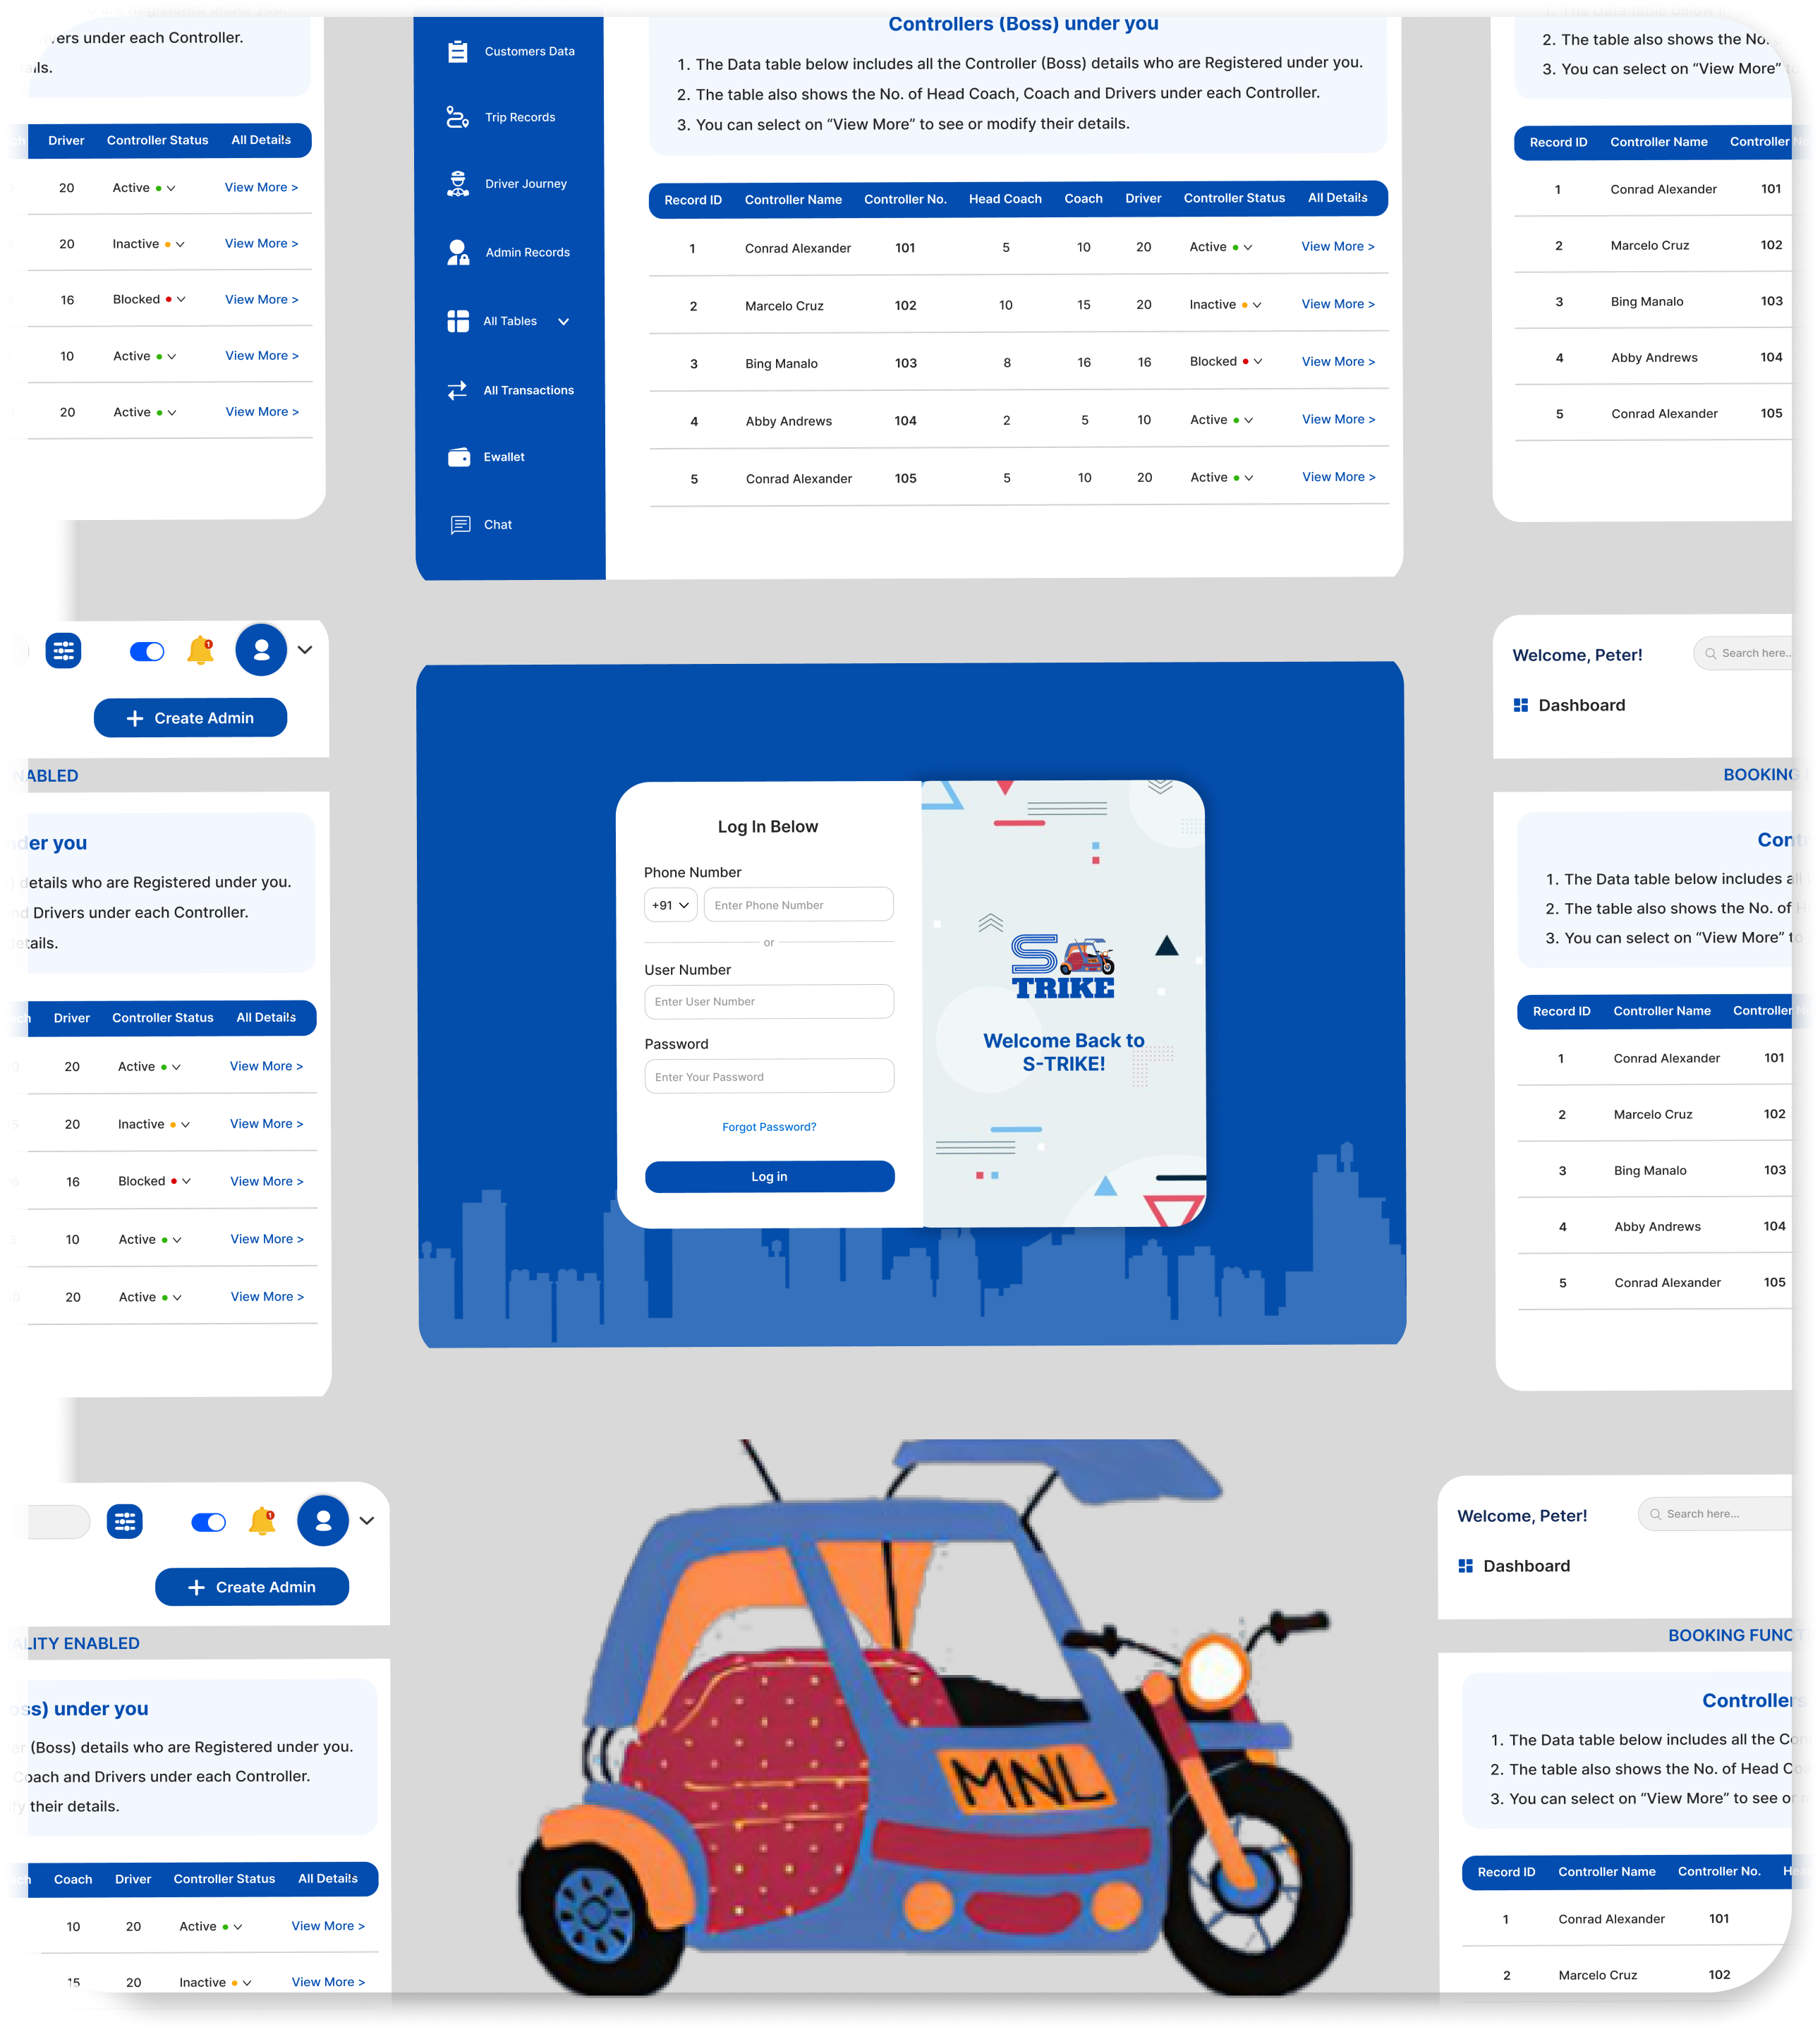 vers under each Controller.
Driver Controller Status All Details
20 Active View More >
20 Inactive View More >
16 Blocked View More >
10 Active View More >
20 Active View More >
Customers Data
Trip Records
Driver Journey
Admin Records
All Tables
All Transactions
Ewallet
Chat
Controllers (Boss) under you
1. The Data table below includes all the Controller (Boss) details who are Registered under you.
2. The table also shows the No. of Head Coach, Coach and Drivers under each Controller.
3. You can select on “View More” to see or modify their details.
Record ID Controller Name Controller No. Head Coach Coach Driver Controller Status All Details
1 Conrad Alexander 101 5 10 20 Active View More >
2 Marcelo Cruz 102 10 15 20 Inactive View More >
3 Bing Manalo 103 8 16 16 Blocked View More >
4 Abby Andrews 104 2 5 10 Active View More >
5 Conrad Alexander 105 5 10 20 Active View More >
2. The table also shows the No.
3. You can select on “View More”
Record ID Controller Name Controller
1 Conrad Alexander 101
2 Marcelo Cruz 102
3 Bing Manalo 103
4 Abby Andrews 104
5 Conrad Alexander 105
1
Create Admin
NABLED
der you
details who are Registered under you.
d Drivers under each Controller.
tails.
Driver Controller Status All Details
20 Active View More >
20 Inactive View More >
16 Blocked View More >
10 Active View More >
20 Active View More >
Log In Below
Phone Number
+91 Enter Phone Number
or
User Number
Enter User Number
Password
Enter Your Password
Forgot Password?
Log in
S
TRIKE
Welcome Back to
S-TRIKE!
Welcome, Peter!
Search here...
Dashboard
BOOKING
Cont
1. The Data table below includes all
2. The table also shows the No. of
3. You can select on “View More” to
Record ID Controller Name Controller
1 Conrad Alexander 101
2 Marcelo Cruz 102
3 Bing Manalo 103
4 Abby Andrews 104
5 Conrad Alexander 105
1
Create Admin
ALITY ENABLED
oss) under you
(Boss) details who are Registered under you.
Coach and Drivers under each Controller.
their details.
Coach Driver Controller Status All Details
10 20 Active View More >
15 20 Inactive View More >
MNL
Welcome, Peter!
Search here...
Dashboard
BOOKING FUNCT
Controllers
1. The Data table below includes all the Co
2. The table also shows the No. of Head Co
3. You can select on “View More” to see or
Record ID Controller Name Controller No.
1 Conrad Alexander 101
2 Marcelo Cruz 102